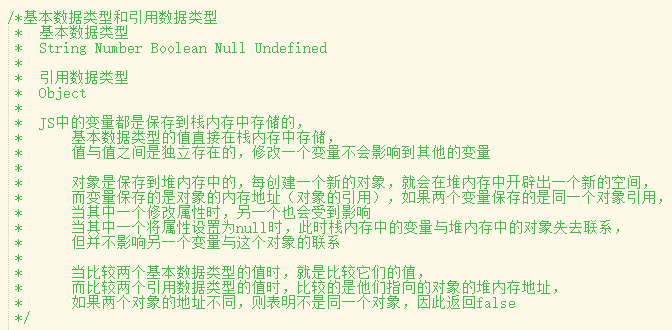 /*基本数据类型和引用数据类型
*  基本数据类型
*  String Number Boolean Null Undefined
*
*  引用数据类型
*  Object
*
*  JS中的变量都是保存到栈内存中存储的，
*      基本数据类型的值直接在栈内存中存储，
*      值与值之间是独立存在的，修改一个变量不会影响到其他的变量
*
*      对象是保存到堆内存中的，每创建一个新的对象，就会在堆内存中开辟出一个新的空间，
*      而变量保存的是对象的内存地址（对象的引用），如果两个变量保存的是同一个对象引用，
*      当其中一个修改属性时，另一个也会受到影响
*      当其中一个将属性设置为null时，此时栈内存中的变量与堆内存中的对象失去联系，
*      但并不影响另一个变量与这个对象的联系
*
*      当比较两个基本数据类型的值时，就是比较它们的值，
*      而比较两个引用数据类型的值时，比较的是他们指向的对象的堆内存地址，
*      如果两个对象的地址不同，则表明不是同一个对象，因此返回false
*/